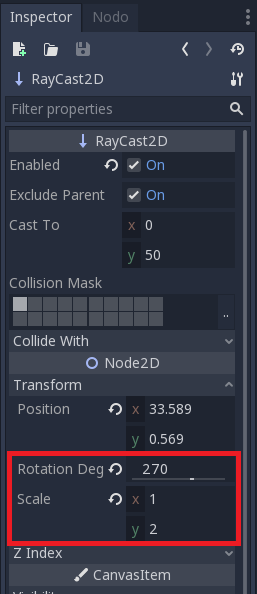 Inspector Nodo
RayCast2D
Filter properties
RayCast2D
Enabled On
Exclude Parent On
Cast To x 0
y 50
Collision Mask
..
Collide With
Node2D
Transform
Position x 33.589
y 0.569
Rotation Deg 270
Scale x 1
y 2
Z Index
CanvasItem
Visibility